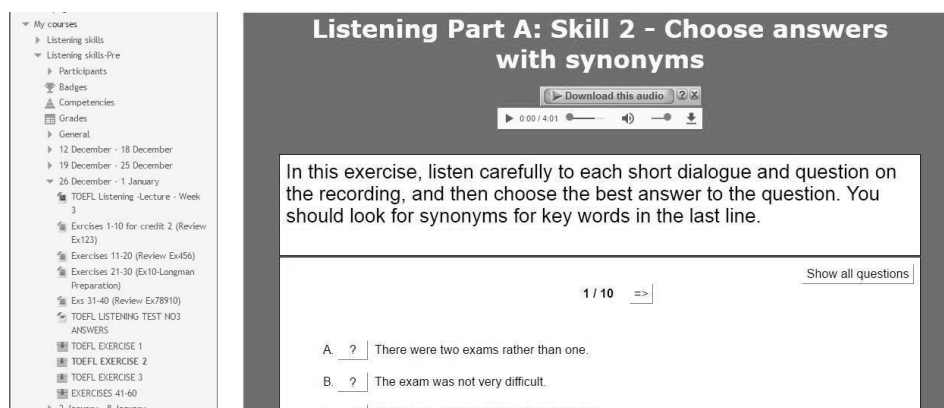 My courses
Listening skills
Listening skills-Pre
Participants
Badges
Competencies
Grades
General
12 December - 18 December
19 December - 25 December
26 December - 1 January
TOEFL Listening -Lecture - Week
3
Exrcises 1-10 for credit 2 (Review
Ex123)
Exercises 11-20 (Review Ex456)
Exercises 21-30 (Ex10-Longman
Preparation)
Exs 31-40 (Review Ex78910)
TOEFL LISTENING TEST NO3
ANSWERS
TOEFL EXERCISE 1
TOEFL EXERCISE 2
TOEFL EXERCISE 3
EXERCISES 41-60
2 January - 8 January
Listening Part A: Skill 2 - Choose answers
with synonyms
Download this audio ? X
0:00 / 4:01
In this exercise, listen carefully to each short dialogue and question on
the recording, and then choose the best answer to the question. You
should look for synonyms for key words in the last line.
Show all questions
1 / 10 =>
A. ? There were two exams rather than one.
B. ? The exam was not very difficult.